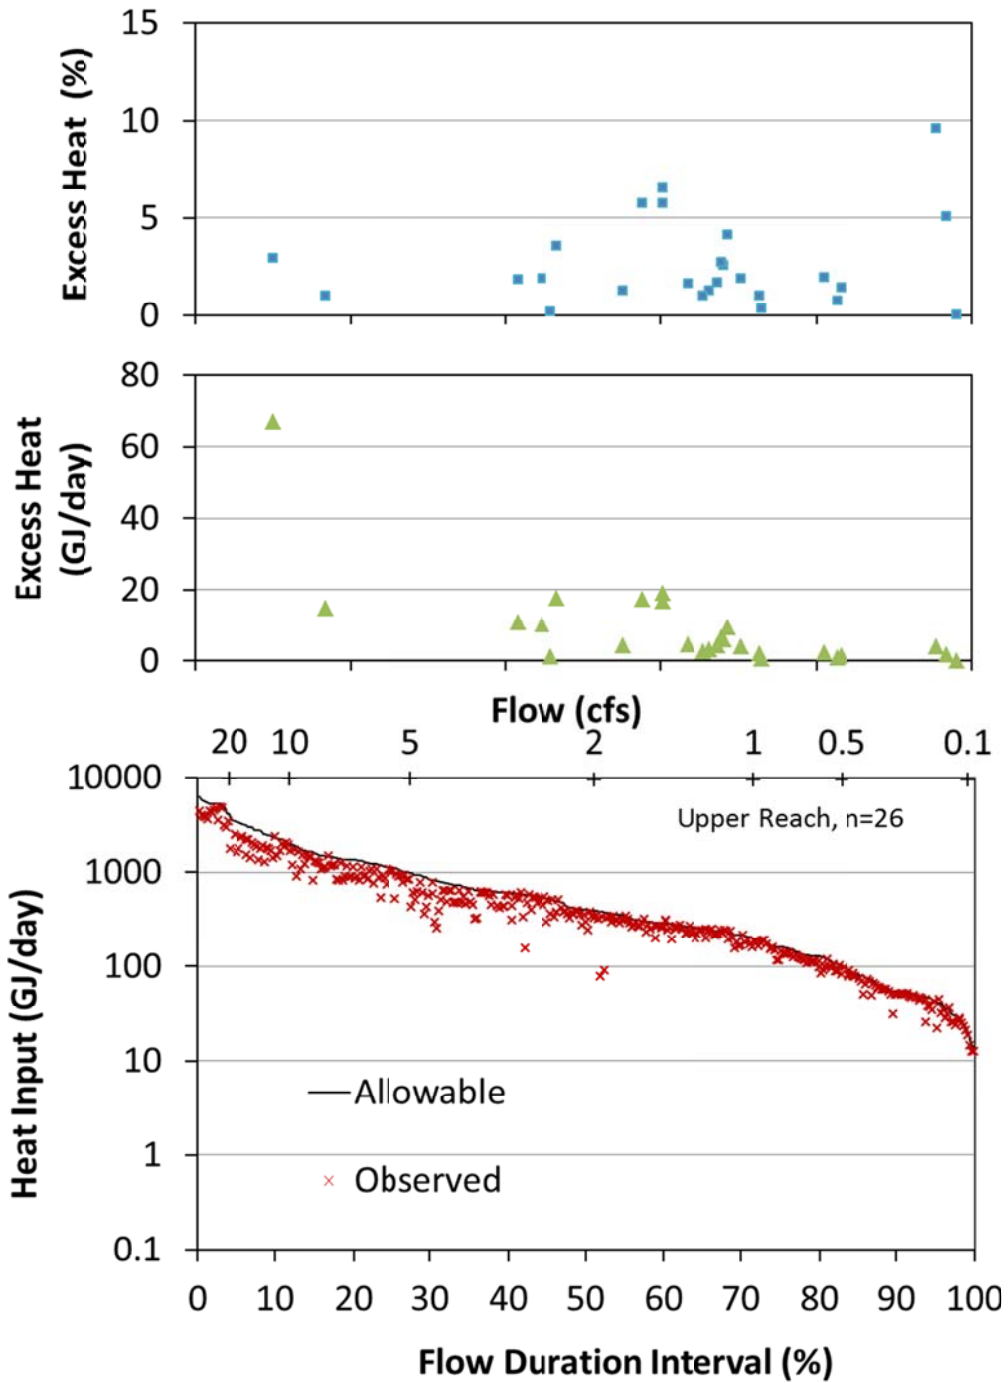 Excess Heat (%)
15
10
5
0
Excess Heat
(GJ/day)
80
60
40
20
0
Flow (cfs)
20 10 5 2 1 0.5 0.1
Heat Input (GJ/day)
10000
1000
100
10
1
0.1
Upper Reach, n=26
Allowable
Observed
0 10 20 30 40 50 60 70 80 90 100
Flow Duration Interval (%)